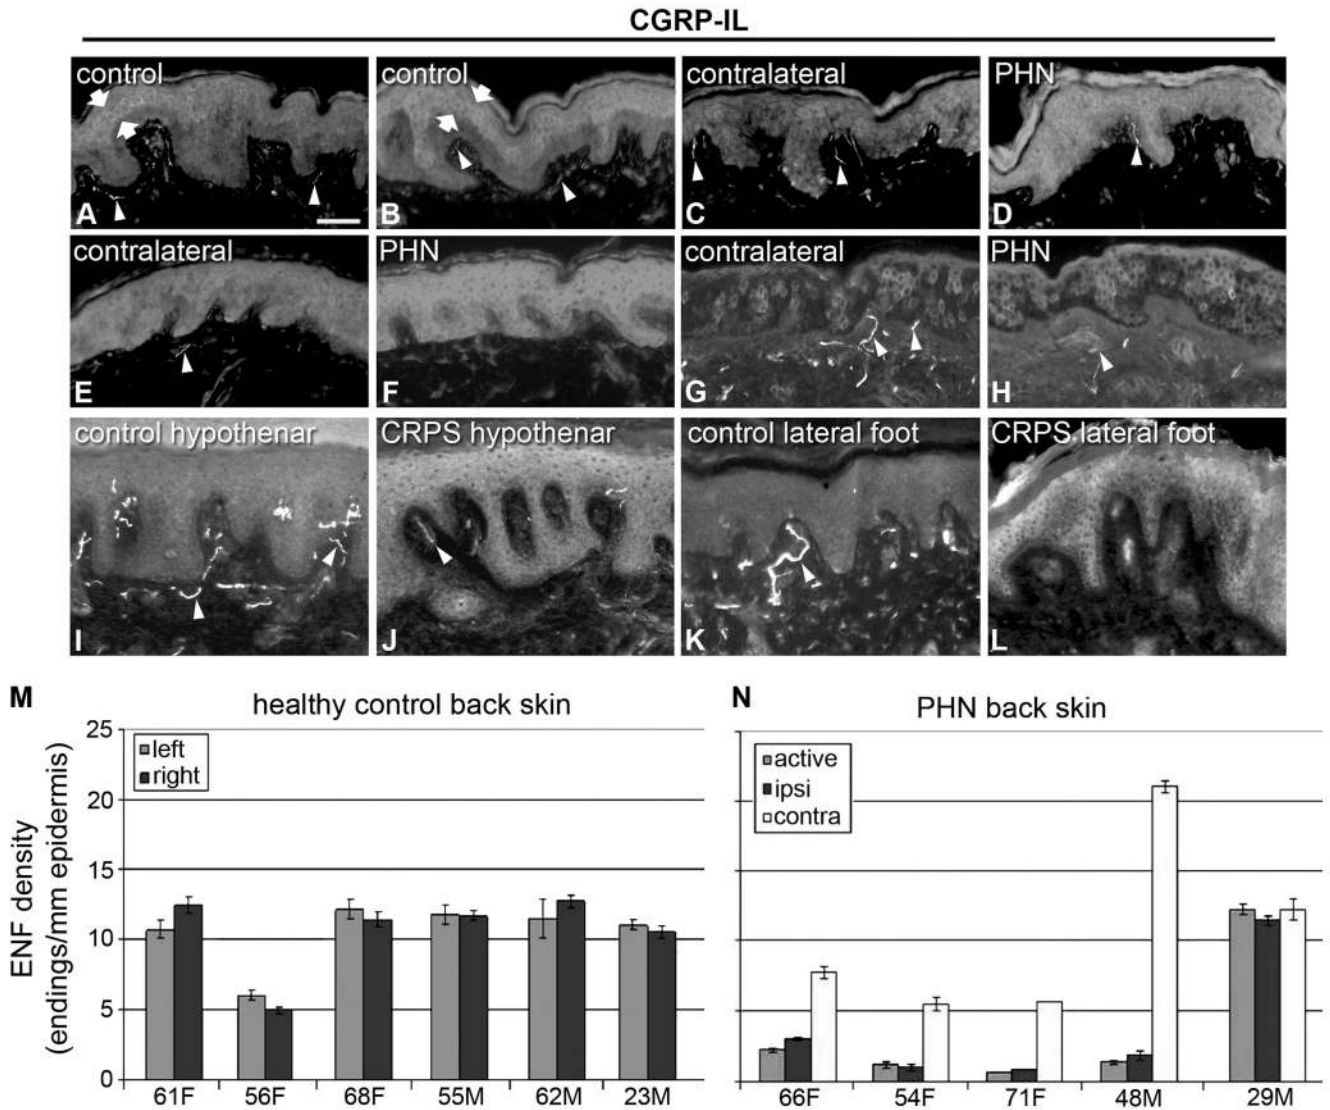 CGRP-IL
control control contralateral PHN
A B C D
contralateral PHN contralateral PHN
E F G H
control hypothenar CRPS hypothenar control lateral foot CRPS lateral foot
I J K L
M healthy control back skin
25
20
15
10
5
0
ENF density
(endings/mm epidermis)
left
right
61F 56F 68F 55M 62M 23M
N PHN back skin
active
ipsi
contra
66F 54F 71F 48M 29M